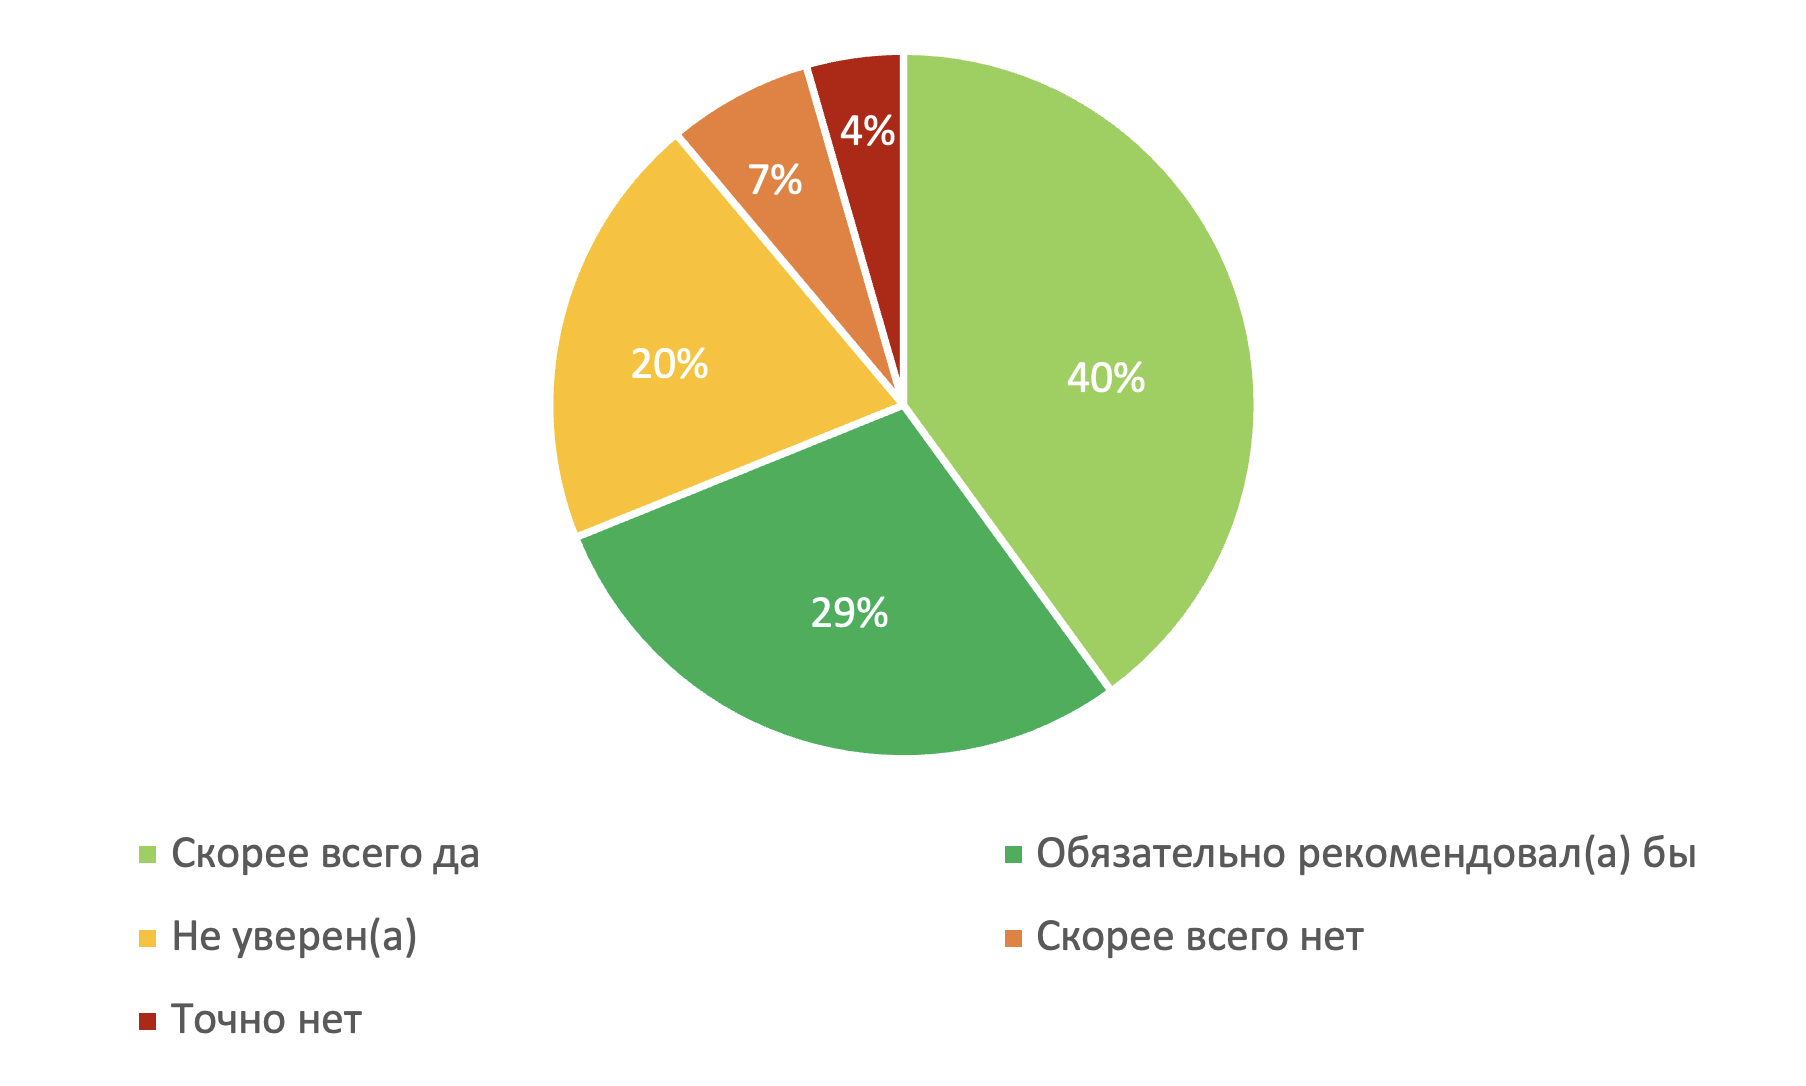 4%
7%
20%
40%
29%
Скорее всего да
Обязательно рекомендовал(а) бы
Не уверен(а)
Скорее всего нет
Точно нет